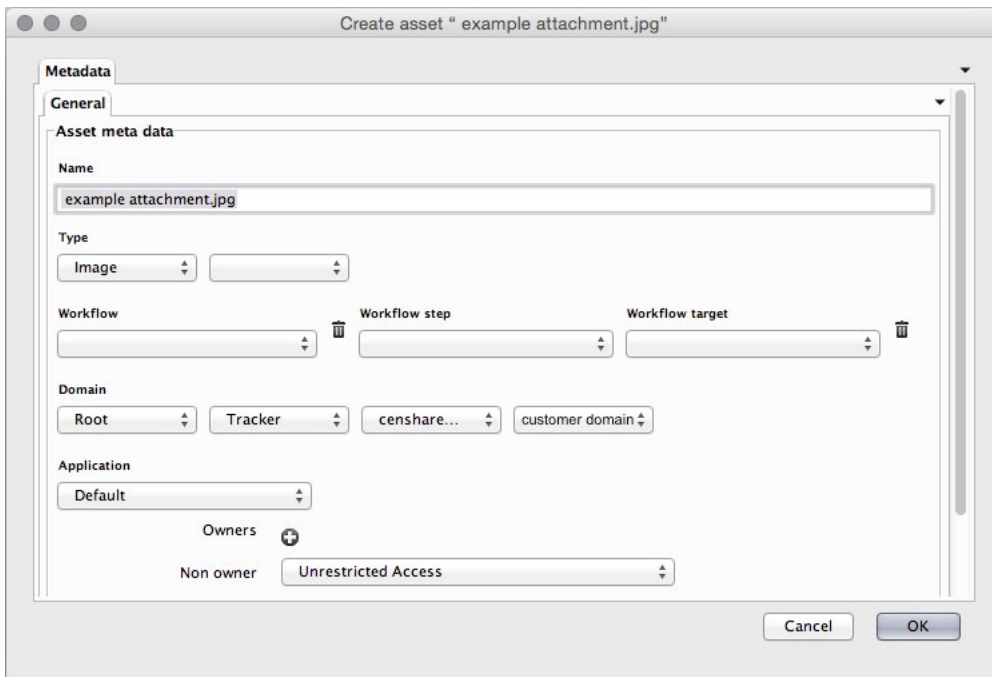 Create asset “ example attachment.jpg”
Metadata
General
Asset meta data
Name
example attachment.jpg
Type
Image
Workflow Workflow step Workflow target
Domain
Root Tracker censhare... customer domain
Application
Default
Owners
Non owner Unrestricted Access
Cancel OK